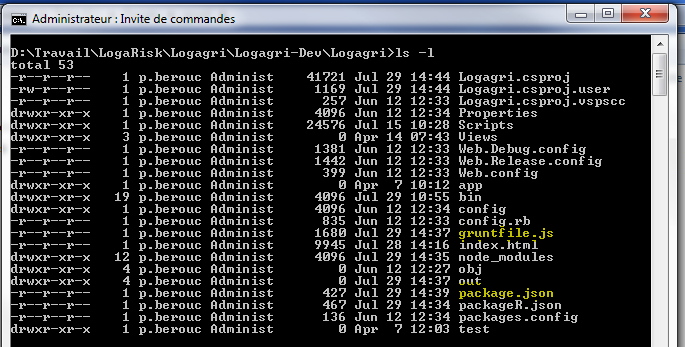 Administrateur : Invite de commandes
D:\Travail\LogaRisk\Logagri\Logagri-Dev\Logagri>ls -l
total 53
-r--r--r-- 1 p.berouc Administ 41721 Jul 29 14:44 Logagri.csproj
-rw-r--r-- 1 p.berouc Administ 1169 Jul 29 14:44 Logagri.csproj.user
-r--r--r-- 1 p.berouc Administ 257 Jun 12 12:33 Logagri.csproj.vspscc
drwxr-xr-x 1 p.berouc Administ 4096 Jun 12 12:34 Properties
drwxr-xr-x 1 p.berouc Administ 24576 Jul 15 10:28 Scripts
drwxr-xr-x 3 p.berouc Administ 0 Apr 14 07:43 Views
-r--r--r-- 1 p.berouc Administ 1381 Jun 12 12:33 Web.Debug.config
-r--r--r-- 1 p.berouc Administ 1442 Jun 12 12:33 Web.Release.config
-r--r--r-- 1 p.berouc Administ 399 Jun 12 12:33 Web.config
drwxr-xr-x 1 p.berouc Administ 0 Apr 7 10:12 app
drwxr-xr-x 19 p.berouc Administ 4096 Jul 29 10:55 bin
drwxr-xr-x 1 p.berouc Administ 4096 Jun 12 12:34 config
-r--r--r-- 1 p.berouc Administ 835 Jun 12 12:33 config.rb
-r--r--r-- 1 p.berouc Administ 1680 Jul 29 14:37 gruntfile.js
-r--r--r-- 1 p.berouc Administ 9945 Jul 28 14:16 index.html
drwxr-xr-x 12 p.berouc Administ 4096 Jul 29 14:35 node_modules
drwxr-xr-x 4 p.berouc Administ 0 Jun 12 12:27 obj
drwxr-xr-x 4 p.berouc Administ 0 Jul 29 14:37 out
-r--r--r-- 1 p.berouc Administ 427 Jul 29 14:39 package.json
-r--r--r-- 1 p.berouc Administ 467 Jul 29 14:34 packageR.json
-r--r--r-- 1 p.berouc Administ 136 Jun 12 12:34 packages.config
drwxr-xr-x 1 p.berouc Administ 0 Apr 7 12:03 test